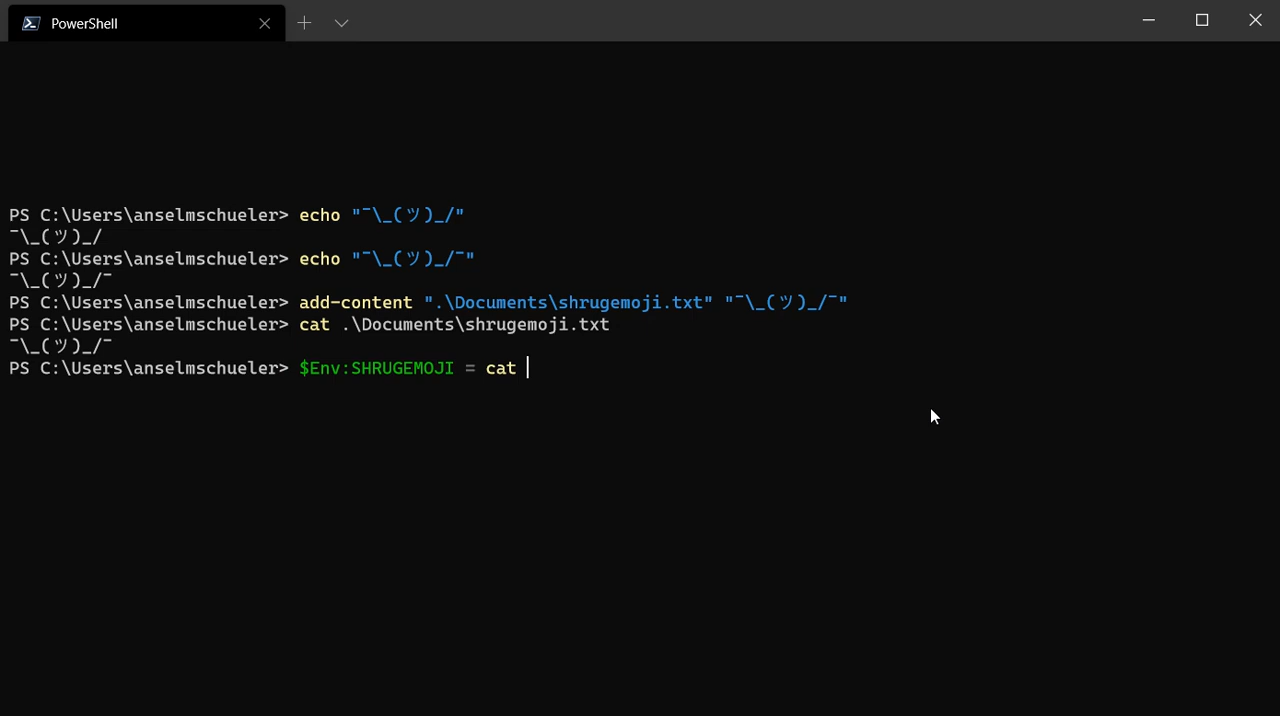 PowerShell
PS C:\Users\anselmschueler> echo "¯\_(ツ)_/"
¯\_(ツ)_/
PS C:\Users\anselmschueler> echo "¯\_(ツ)_/¯"
¯\_(ツ)_/¯
PS C:\Users\anselmschueler> add-content ".\Documents\shrugemoji.txt" "¯\_(ツ)_/¯"
PS C:\Users\anselmschueler> cat .\Documents\shrugemoji.txt
¯\_(ツ)_/¯
PS C:\Users\anselmschueler> $Env:SHRUGEMOJI = cat